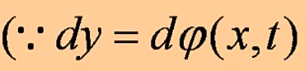 (∵ dy = dφ(x,t)